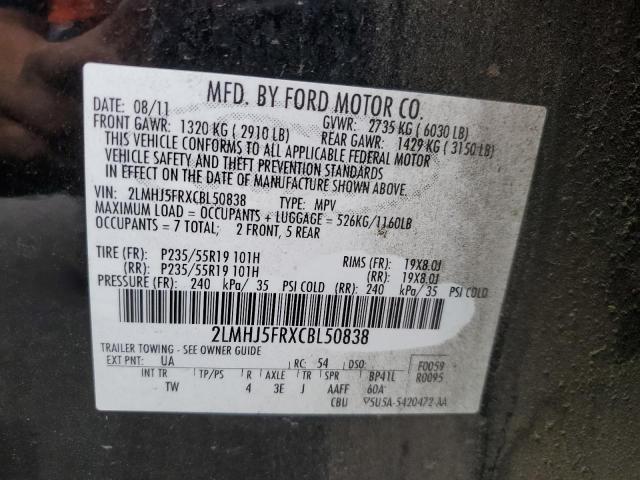 MFD. BY FORD MOTOR CO.
DATE: 08/11 GVWR: 2735 KG ( 6030 LB)
FRONT GAWR: 1320 KG ( 2910 LB) REAR GAWR: 1429 KG ( 3150 LB)
THIS VEHICLE CONFORMS TO ALL APPLICABLE FEDERAL MOTOR
VEHICLE SAFETY AND THEFT PREVENTION STANDARDS
IN EFFECT ON THE DATE OF MANUFACTURE SHOWN ABOVE.
VIN: 2LMHJ5FRXCBL50838 TYPE: MPV
MAXIMUM LOAD = OCCUPANTS + LUGGAGE = 526KG/1160LB
OCCUPANTS = 7 TOTAL; 2 FRONT, 5 REAR
TIRE (FR): P235/55R19 101H RIMS (FR): 19X8.0J
(RR): P235/55R19 101H (RR): 19X8.0J
PRESSURE (FR): 240 kPa/ 35 PSI COLD (RR): 240 kPa/ 35 PSI COLD
2LMHJ5FRXCBL50838
TRAILER TOWING - SEE OWNER GUIDE
EXT PNT: UA RC: 54 DSO: F0059
R0095
INT TR TP/PS R AXLE TR SPR BP41L
TW 4 3E J AAFF 60A
CBU 5U5A-5420472-AA